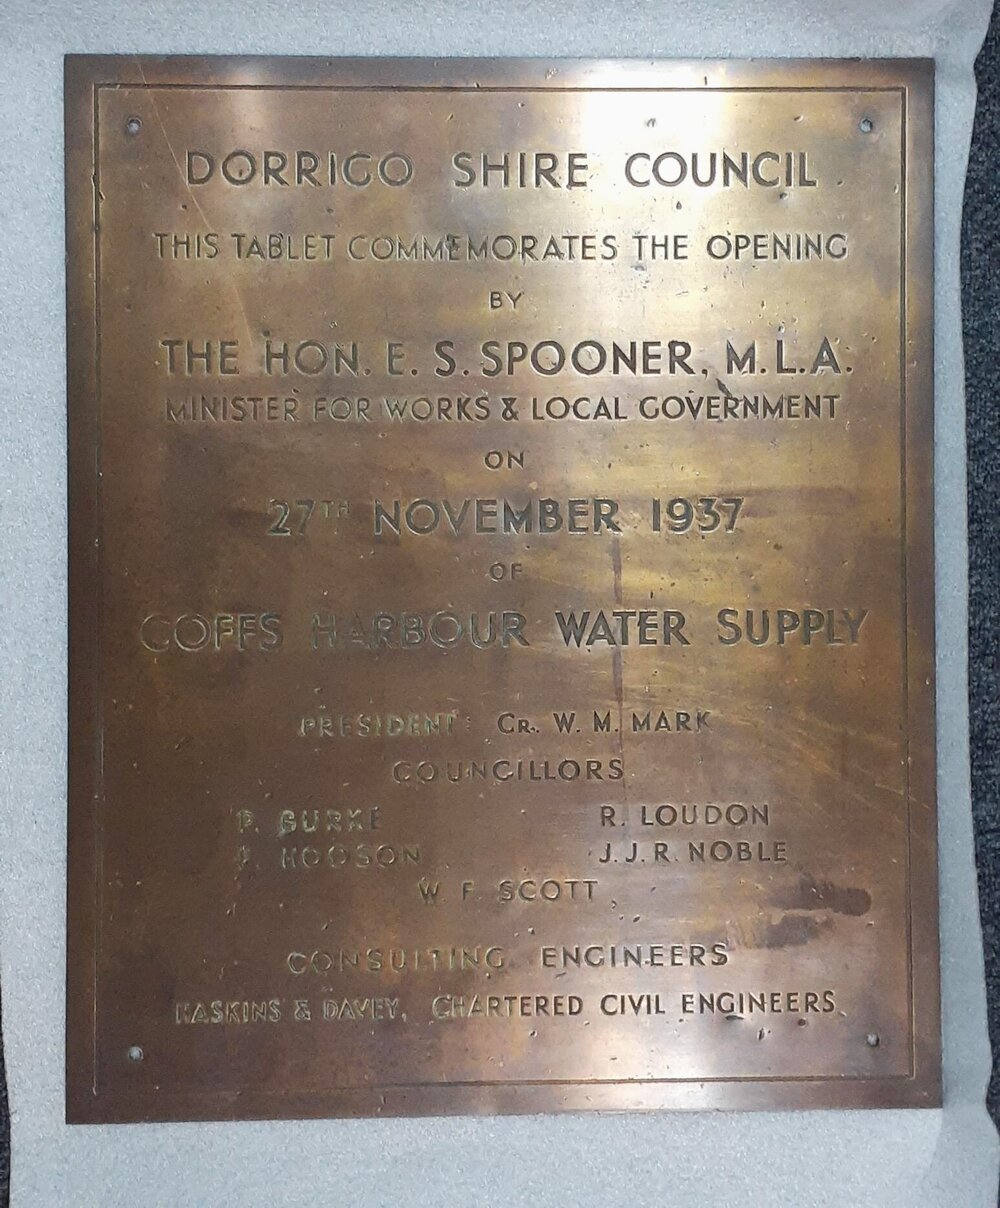 DORRIGO SHIRE COUNCIL
THIS TABLET COMMEMORATES THE OPENING
BY
THE HON. E. S. SPOONER, M.L.A.
MINISTER FOR WORKS & LOCAL GOVERNMENT
ON
27TH NOVEMBER 1937
OF
COFFS HARBOUR WATER SUPPLY
PRESIDENT: CR. W. M. MARK
COUNCILLORS
P. BURKE R. LOUDON
HODSON J. J. R. NOBLE
W. F. SCOTT
CONSULTING ENGINEERS
HASKINS & DAVEY, CHARTERED CIVIL ENGINEERS